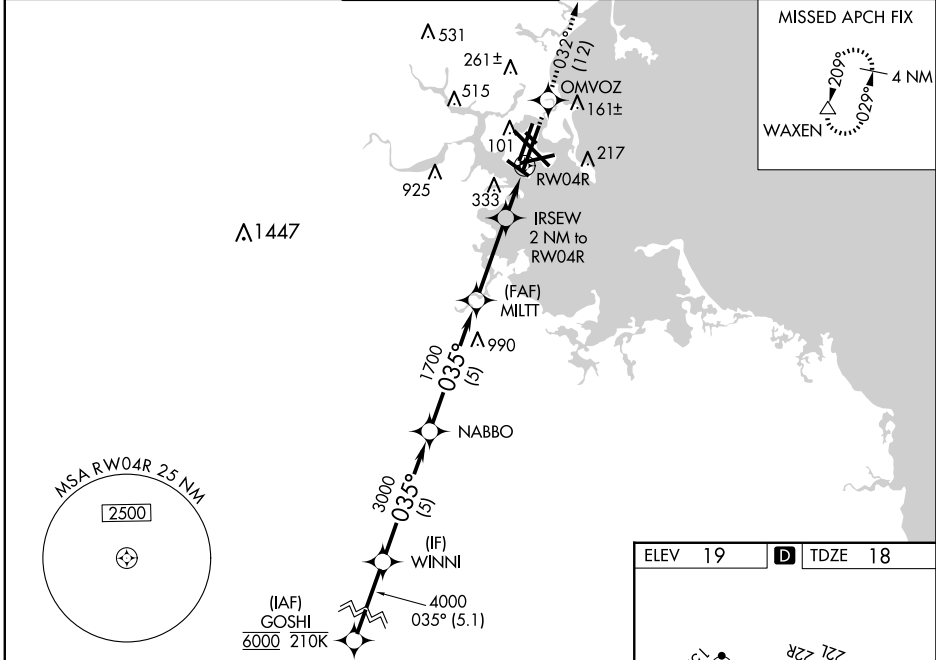 MISSED APCH FIX
209°
029°
4 NM
WAXEN
032°
(12)
531
261±
515
OMVOZ
161±
101
217
925
333
RW04R
1447
IRSEW
2 NM to
RW04R
(FAF)
MILTT
990
1700
035°
(5)
NABBO
3000
035°
(5)
MSA RW04R 25 NM
2500
(IF)
WINNI
4000
035° (5.1)
(IAF)
GOSHI
6000 210K
ELEV 19 D TDZE 18
22R 22L